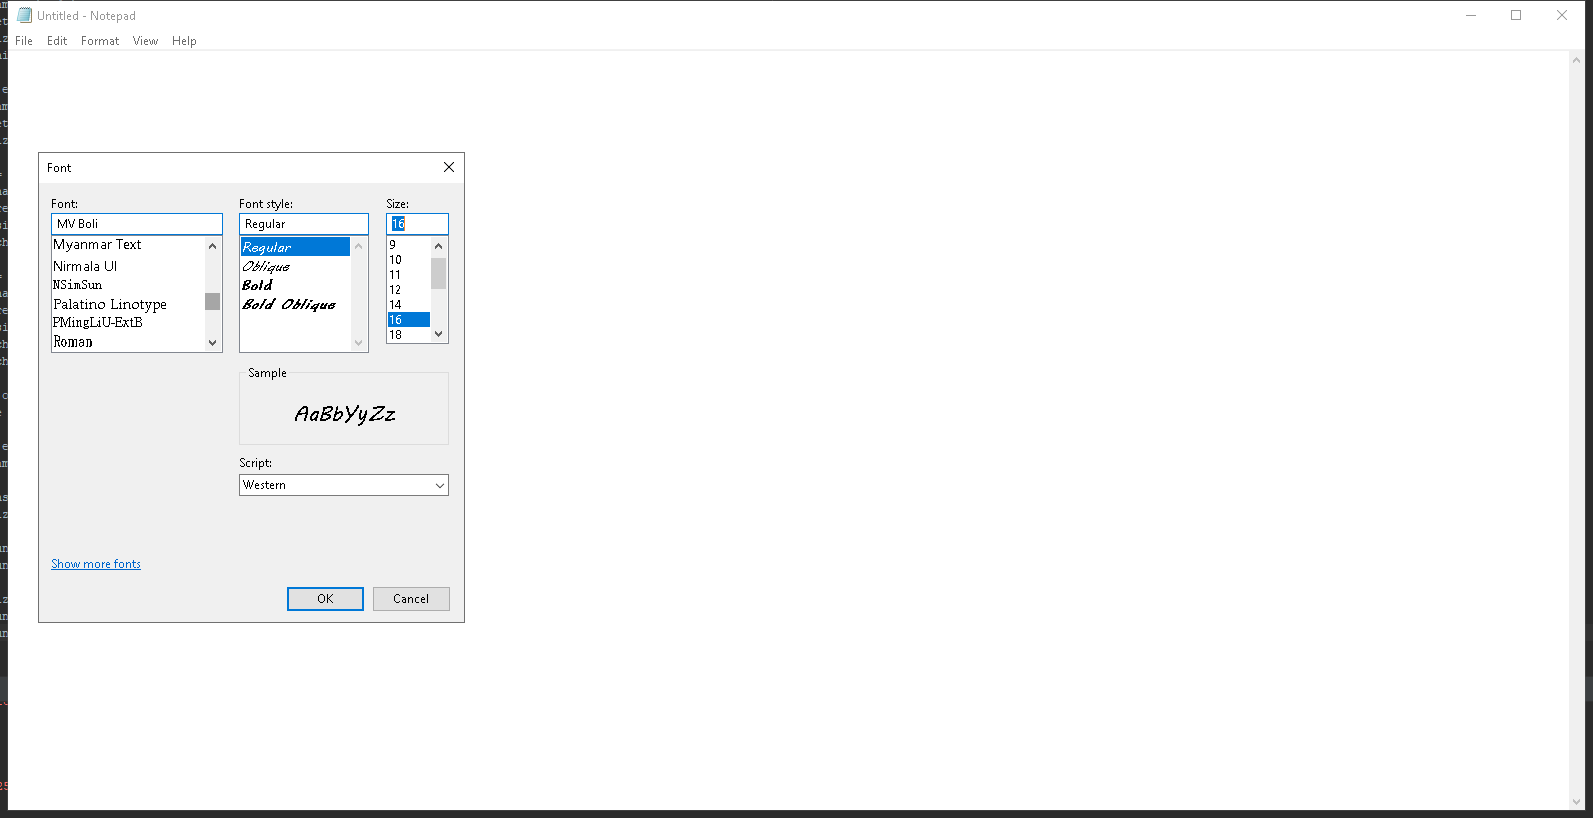 Untitled - Notepad
File Edit Format View Help
Font
Font:
MV Boli
Myanmar Text
Nirmala UI
NSimSun
Palatino Linotype
PMingLiU-ExtB
Roman
Font style:
Regular
Regular
Oblique
Bold
Bold Oblique
Size:
16
9
10
11
12
14
16
18
Sample
AaBbYyZz
Script:
Western
Show more fonts
OK Cancel